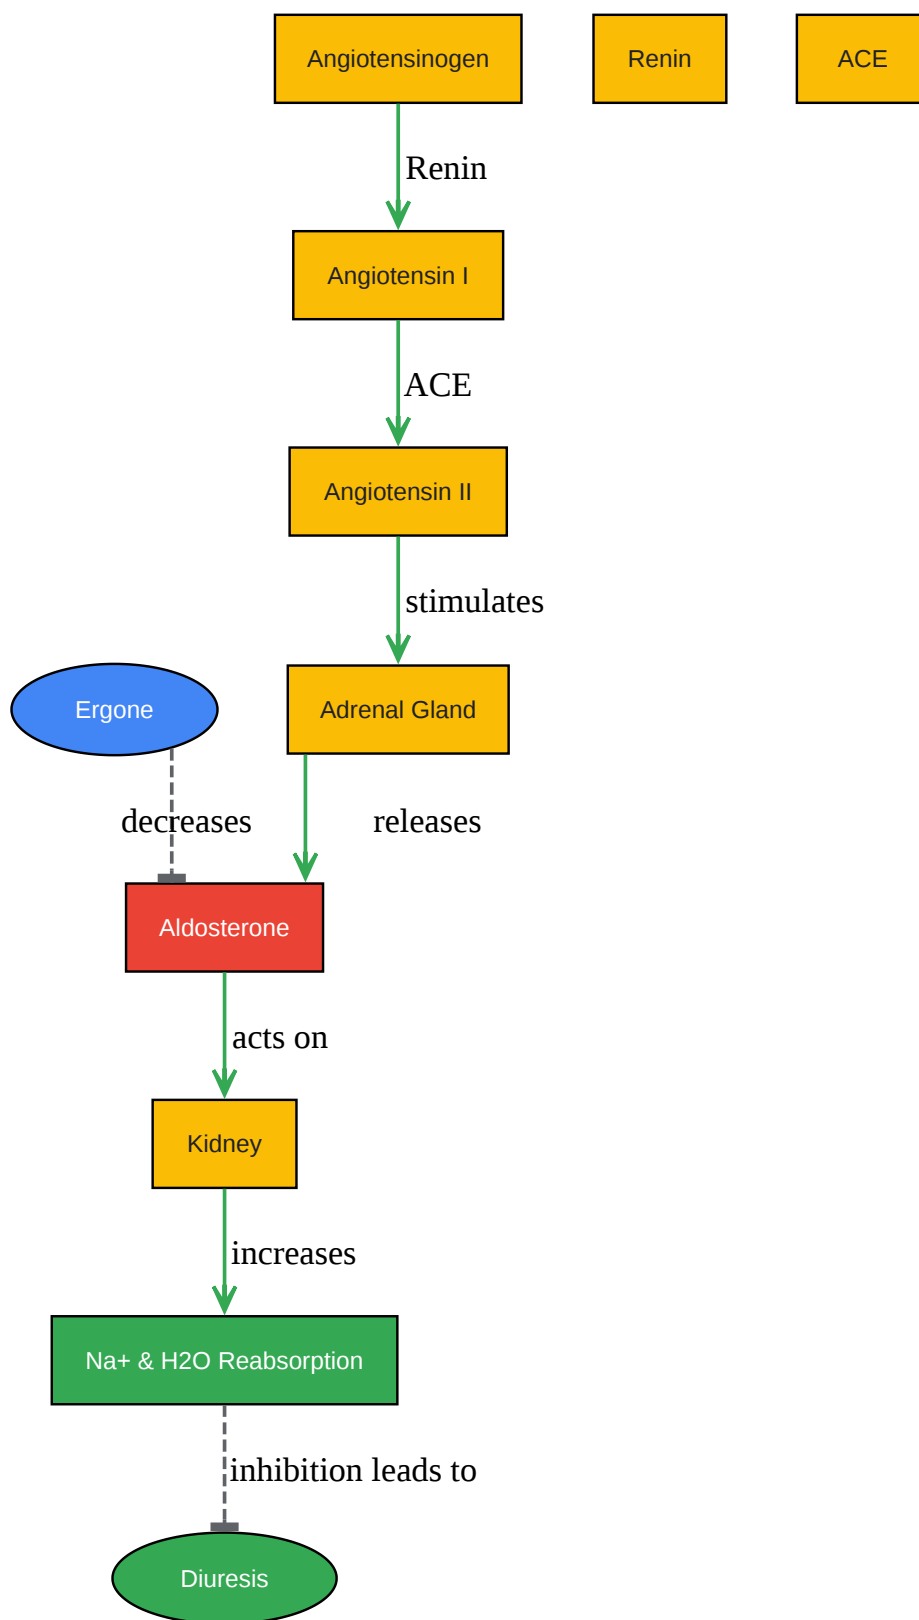 Angiotensinogen
Renin
ACE
Renin
Angiotensin I
ACE
Angiotensin II
stimulates
Ergone
Adrenal Gland
decreases
releases
Aldosterone
acts on
Kidney
increases
Na+ & H2O Reabsorption
inhibition leads to
Diuresis